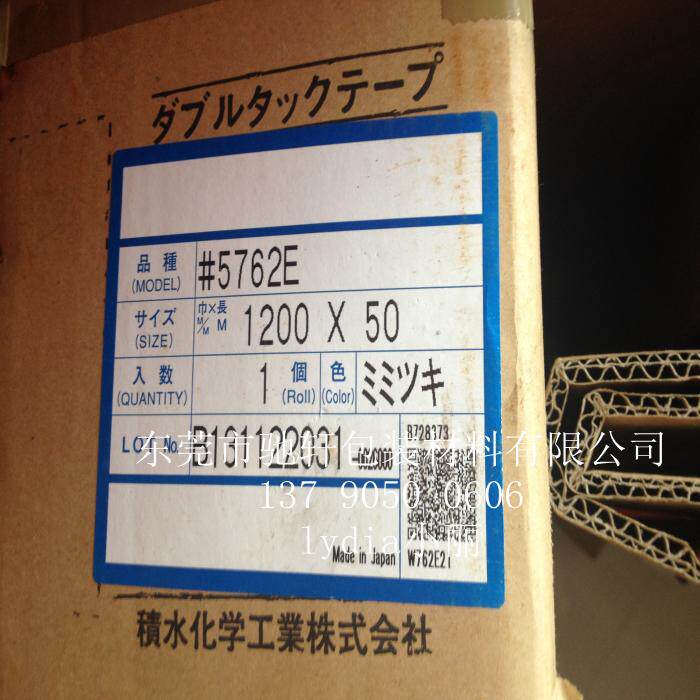 ダブルタックテープ
品種 (MODEL) #5762E
サイズ (SIZE) 巾×長 M/M M 1200 X 50
入数 (QUANTITY) 1 個 (Roll) 色 (Color) ミミツキ
LOT No.
B728373
东莞市驰轩包装材料有限公司
137 9050 0606
lydia
Made in Japan W762E21
積水化学工業株式会社